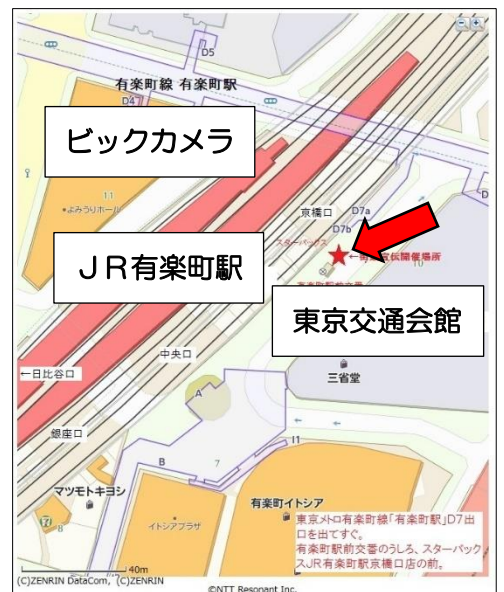 D5
有楽町線 有楽町駅
D4
ビックカメラ
11
•よみうりホール
京橋口
D7a
D7b
スターバックス
←街
宣伝開催場所
10
JR有楽町駅
東京交通会館
中央口
←日比谷口
三省堂
銀座口
A
B
7
I1
マツモトキヨシ
8
イトシアプラザ
有楽町イトシア
東京メトロ有楽町線「有楽町駅」D7出
口を出てすぐ。
有楽町駅前交番のうしろ、スターバック
スJR有楽町駅京橋口店の前。
40m
(C)ZENRIN DataCom, (C)ZENRIN
©NTT Resonant Inc.